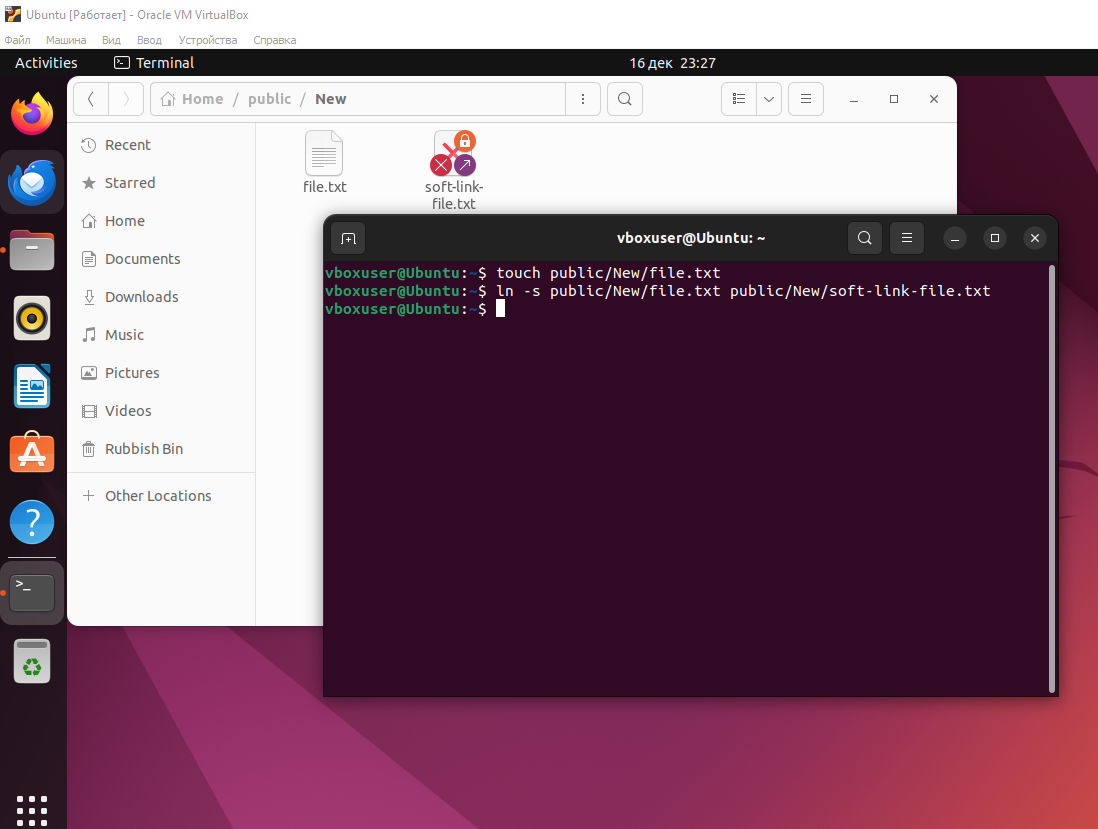 Ubuntu [Работает] - Oracle VM VirtualBox
Файл Машина Вид Ввод Устройства Справка
Activities Terminal 16 дек 23:27
Home / public / New
Recent
Starred
Home
Documents
Downloads
Music
Pictures
Videos
Rubbish Bin
Other Locations
file.txt
soft-link-
file.txt
vboxuser@Ubuntu: ~
vboxuser@Ubuntu:~$ touch public/New/file.txt
vboxuser@Ubuntu:~$ ln -s public/New/file.txt public/New/soft-link-file.txt
vboxuser@Ubuntu:~$